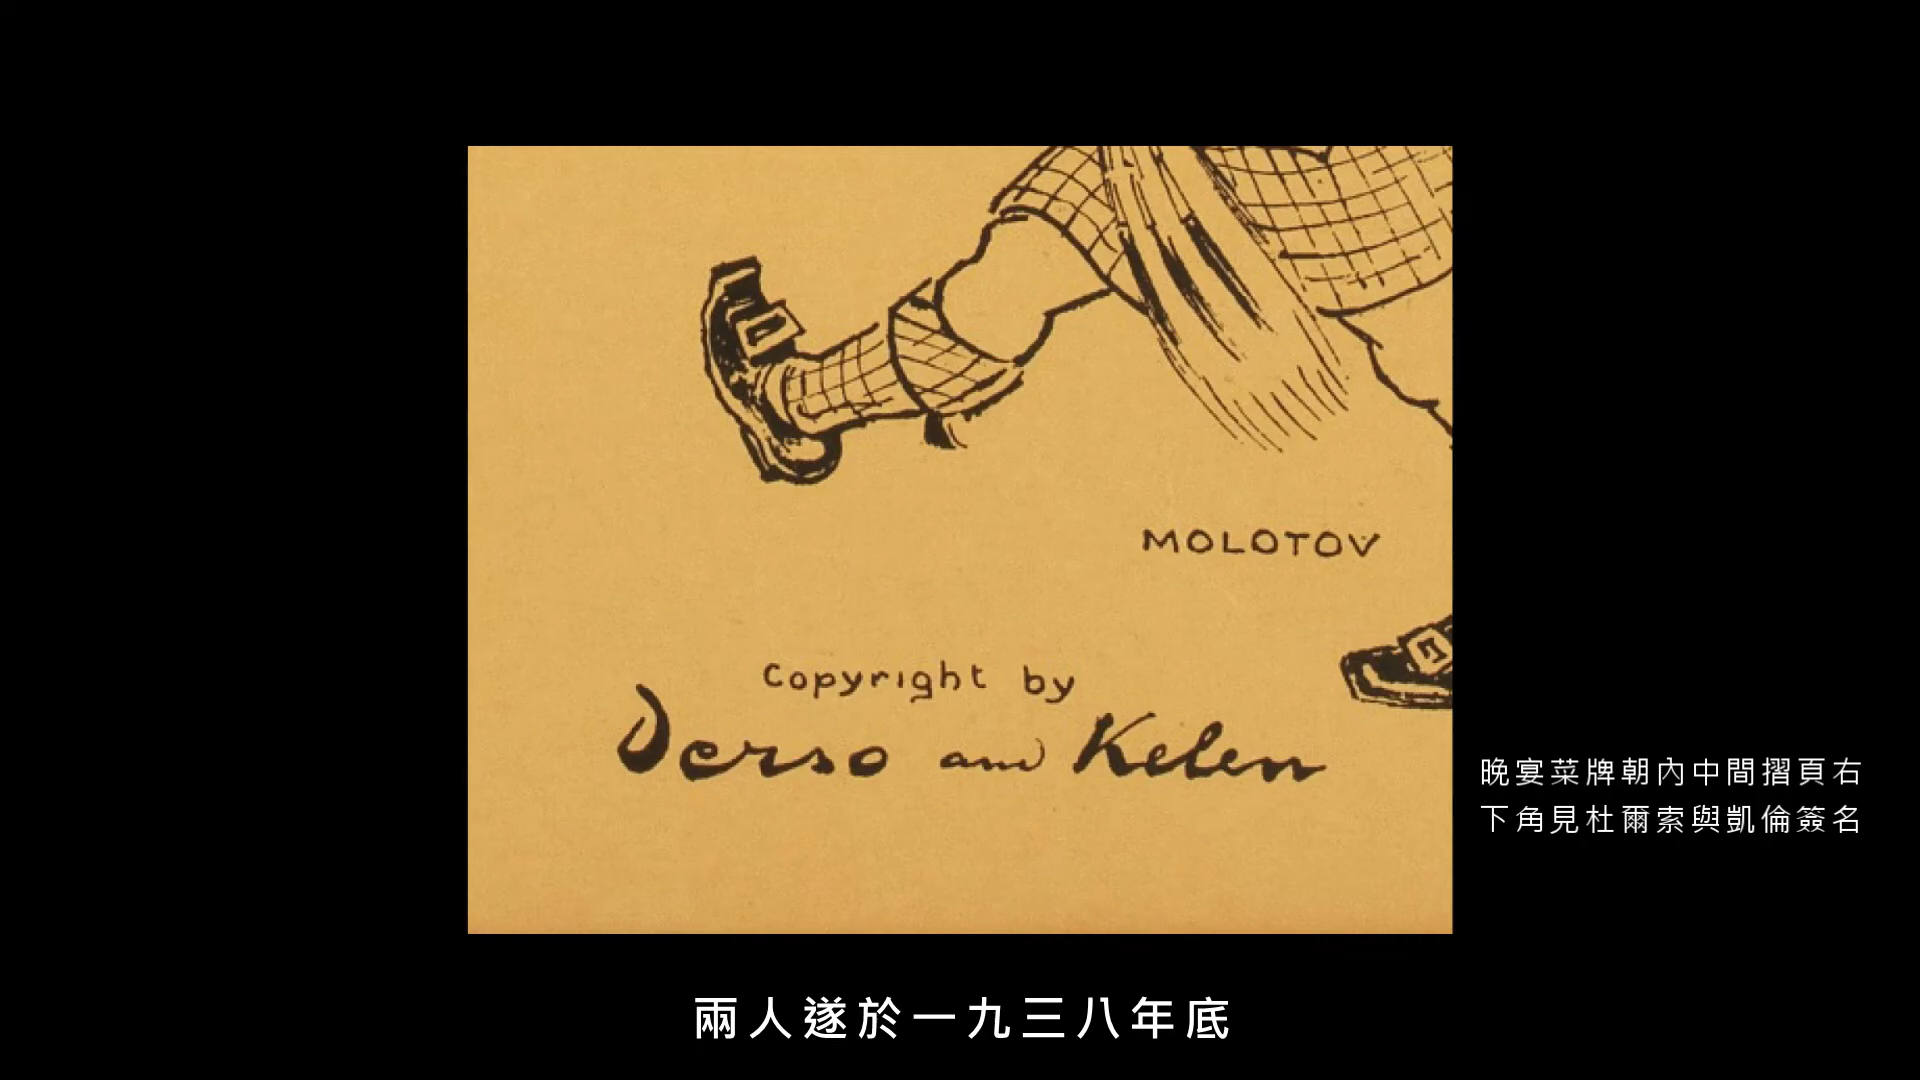 MOLOTOV
Copyright by
Derso and Kelen
晚宴菜牌朝內中間摺頁右
下角見杜爾索與凱倫簽名
兩人遂於一九三八年底